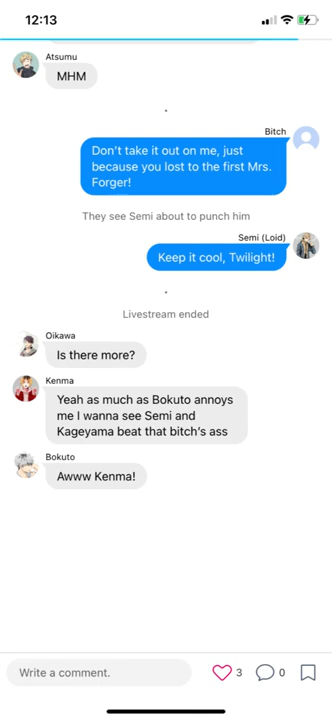 12:13
Atsumu
MHM
.
Bitch
Don't take it out on me, just
because you lost to the first Mrs.
Forger!
They see Semi about to punch him
Semi (Loid)
Keep it cool, Twilight!
.
Livestream ended
Oikawa
Is there more?
Kenma
Yeah as much as Bokuto annoys
me I wanna see Semi and
Kageyama beat that bitch's ass
Bokuto
Awww Kenma!
Write a comment.
3
0